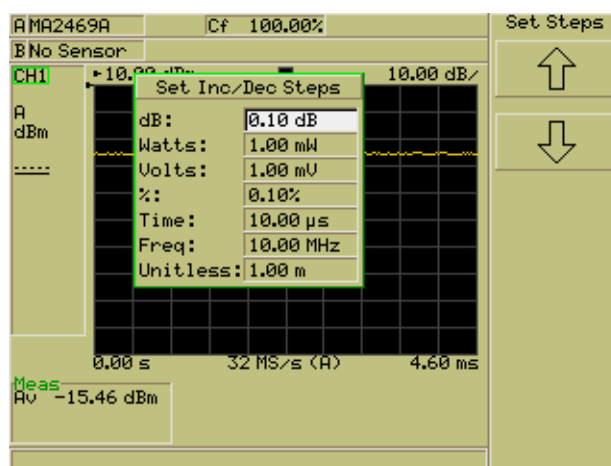 A MA2469A Cf 100.00%
Set Steps
B No Sensor
CH1
10.00 dB/
A
dBm
-----
Set Inc/Dec Steps
dB: 0.10 dB
Watts: 1.00 mW
Volts: 1.00 mV
%: 0.10%
Time: 10.00 µs
Freq: 10.00 MHz
Unitless: 1.00 m
0.00 s 32 MS/s (A) 4.60 ms
Meas
Av -15.46 dBm